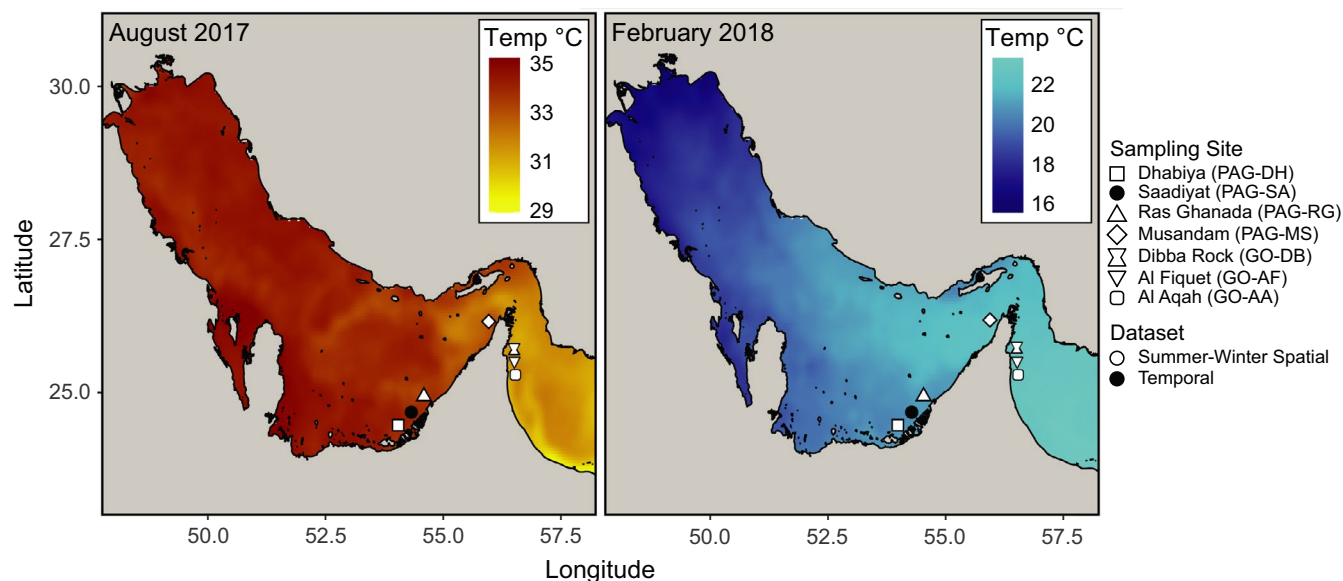 August 2017
Temp °C
35
33
31
29
February 2018
Temp °C
22
20
18
16
30.0
27.5
25.0
Latitude
50.0
52.5
55.0
57.5
50.0
52.5
55.0
57.5
Longitude
Sampling Site
Dhabiya (PAG-DH)
Saadiyat (PAG-SA)
Ras Ghanada (PAG-RG)
Musandam (PAG-MS)
Dibba Rock (GO-DB)
Al Fiquet (GO-AF)
Al Aqah (GO-AA)
Dataset
Summer-Winter Spatial
Temporal